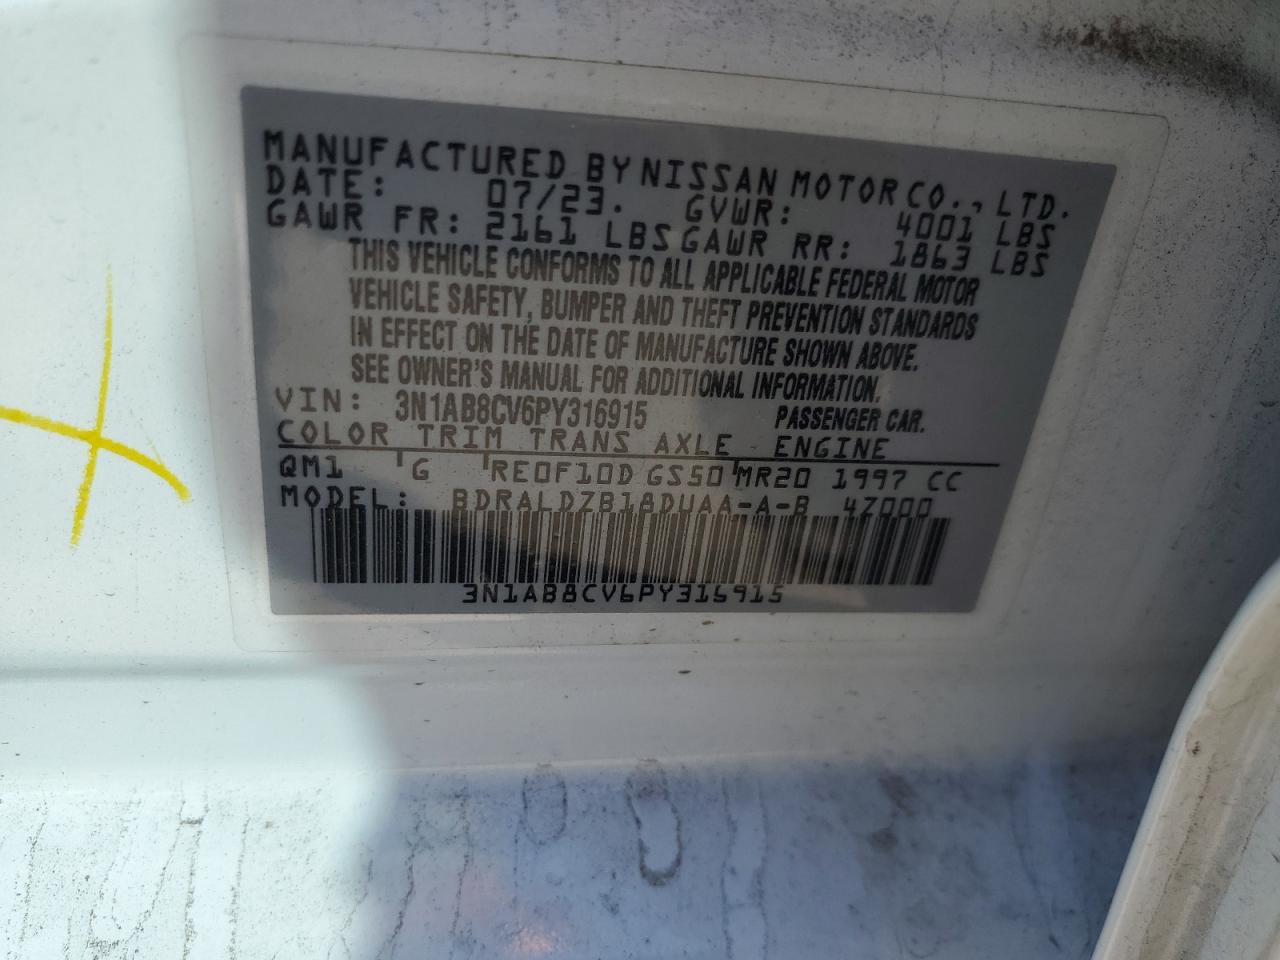 MANUFACTURED BY NISSAN MOTOR CO., LTD.
DATE: 07/23. GVWR: 4001 LBS
GAWR FR: 2161 LBS GAWR RR: 1863 LBS
THIS VEHICLE CONFORMS TO ALL APPLICABLE FEDERAL MOTOR
VEHICLE SAFETY, BUMPER AND THEFT PREVENTION STANDARDS
IN EFFECT ON THE DATE OF MANUFACTURE SHOWN ABOVE.
SEE OWNER'S MANUAL FOR ADDITIONAL INFORMATION.
VIN: 3N1AB8CV6PY316915 PASSENGER CAR.
COLOR TRIM TRANS AXLE ENGINE
QM1 G RE0F10D GS50 MR20 1997 CC
MODEL: BDRALDZB18DUAA-A-B 47000
3N1AB8CV6PY316915